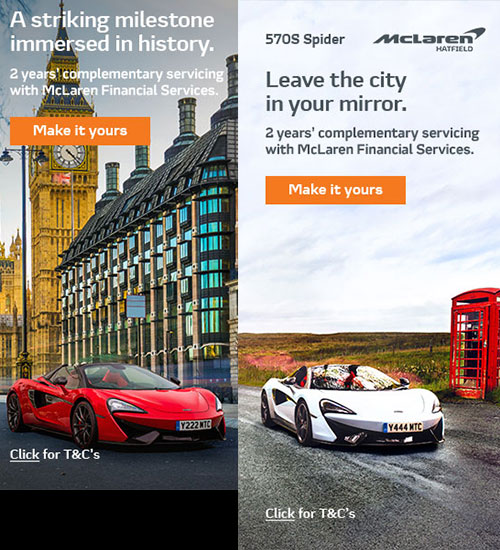 A striking milestone
immersed in history.
2 years' complementary servicing
with McLaren Financial Services.
Make it yours
Y222 MTC
Click for T&C's
570S Spider
McLaren
HATFIELD
Leave the city
in your mirror.
2 years' complementary servicing
with McLaren Financial Services.
Make it yours
Y444 MTC
Click for T&C's